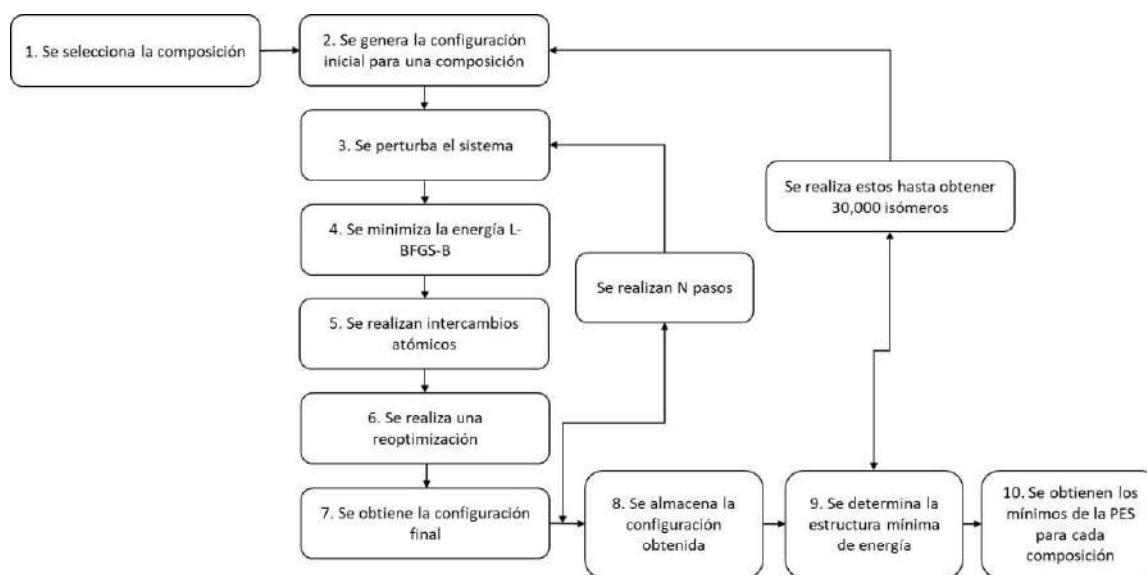 1. Se selecciona la composición
2. Se genera la configuración
inicial para una composición
3. Se perturba el sistema
Se realiza estos hasta obtener
30,000 isómeros
4. Se minimiza la energía L-
BFGS-B
Se realizan N pasos
5. Se realizan intercambios
atómicos
6. Se realiza una
reoptimización
7. Se obtiene la configuración
final
8. Se almacena la
configuración
obtenida
9. Se determina la
estructura mínima
de energía
10. Se obtienen los
mínimos de la PES
para cada
composición